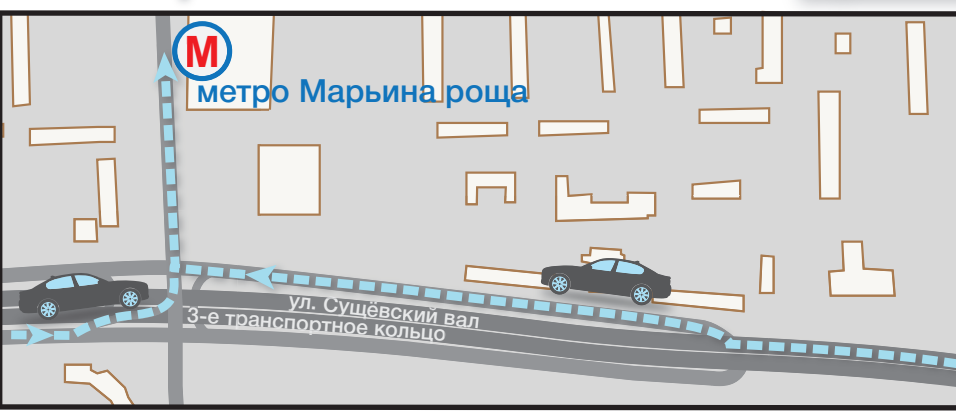 М
метро Марьина роща
ул. Сущёвский вал
3-е транспортное кольцо